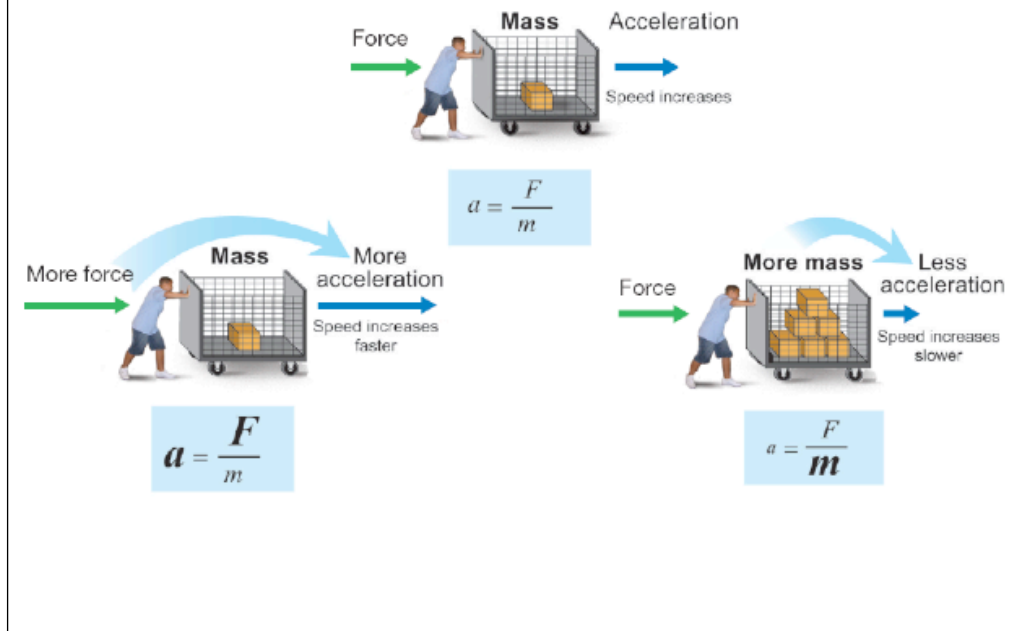 Mass
Acceleration
Force
Speed increases
a = F/m
Mass
More
acceleration
More force
Speed increases
faster
a = F/m
More mass
Less
acceleration
Force
Speed increases
slower
a = F/m